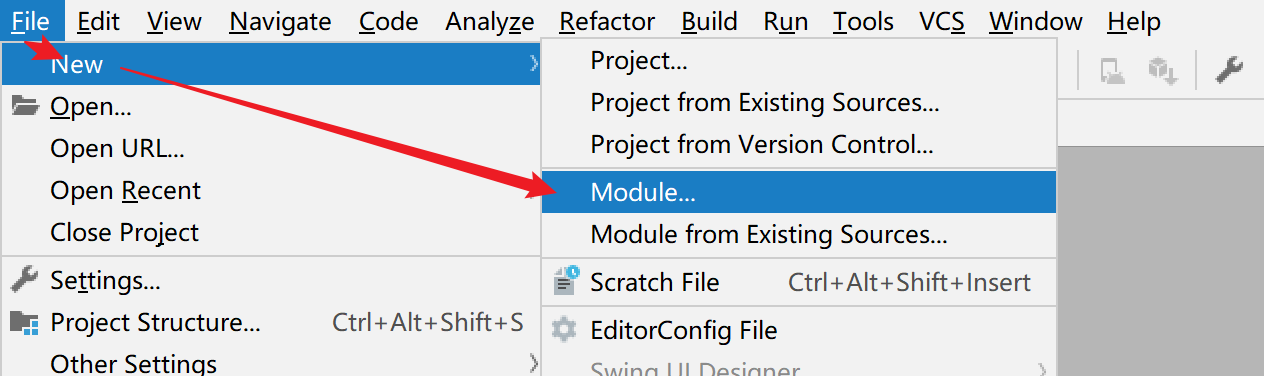 File Edit View Navigate Code Analyze Refactor Build Run Tools VCS Window Help
New
Open...
Open URL...
Open Recent
Close Project
Settings...
Project Structure... Ctrl+Alt+Shift+S
Other Settings
Project...
Project from Existing Sources...
Project from Version Control...
Module...
Module from Existing Sources...
Scratch File Ctrl+Alt+Shift+Insert
EditorConfig File
Swing UI Designer